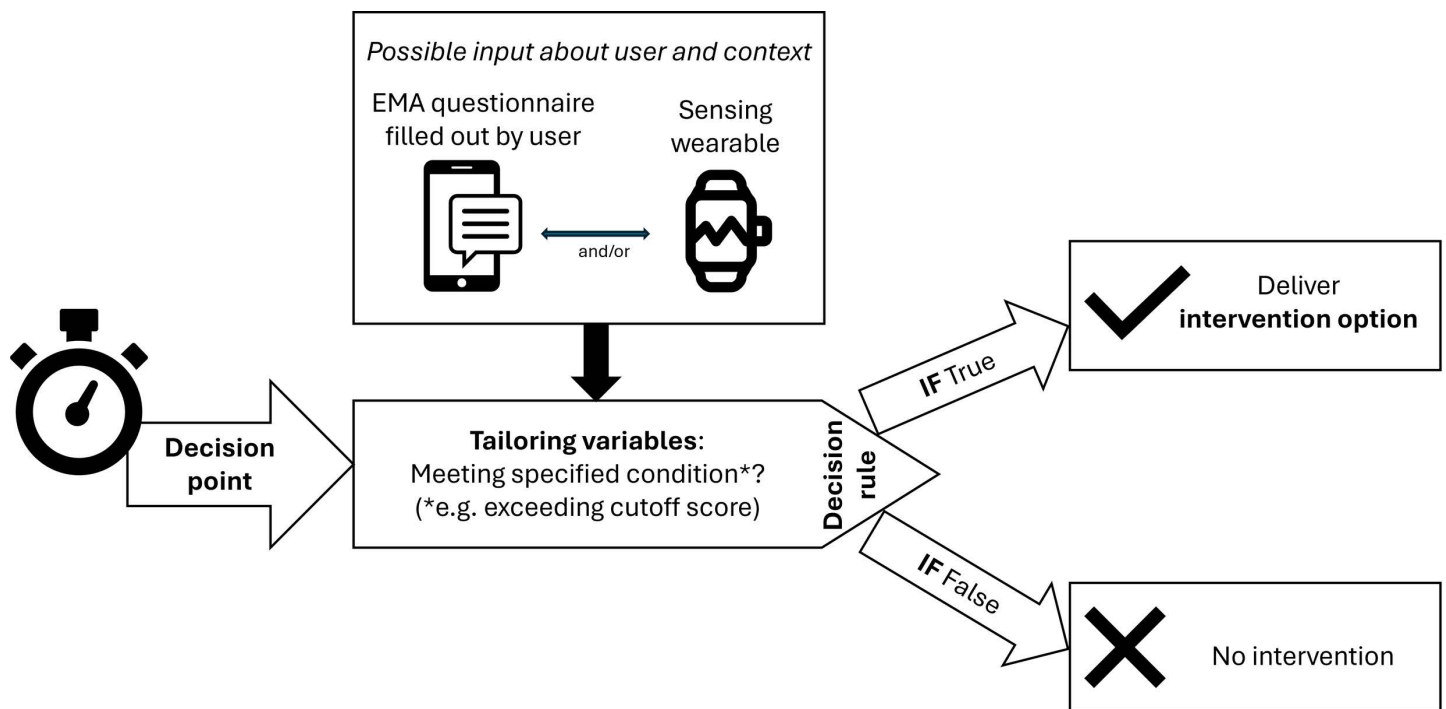 Possible input about user and context
EMA questionnaire
filled out by user
Sensing
wearable
and/or
Decision
point
Tailoring variables:
Meeting specified condition*?
(*e.g. exceeding cutoff score)
Decision
rule
IF True
Deliver
intervention option
IF False
No intervention